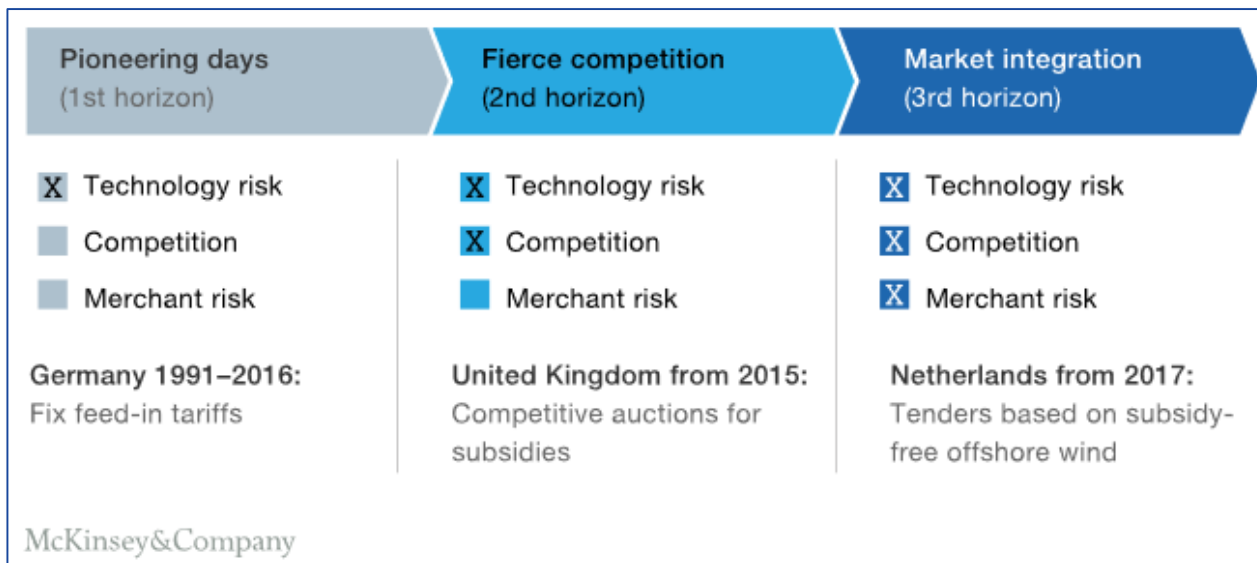 Pioneering days
(1st horizon)
Fierce competition
(2nd horizon)
Market integration
(3rd horizon)
X Technology risk
Competition
Merchant risk
X Technology risk
X Competition
Merchant risk
X Technology risk
X Competition
X Merchant risk
Germany 1991–2016:
Fix feed-in tariffs
United Kingdom from 2015:
Competitive auctions for
subsidies
Netherlands from 2017:
Tenders based on subsidy-
free offshore wind
McKinsey&Company